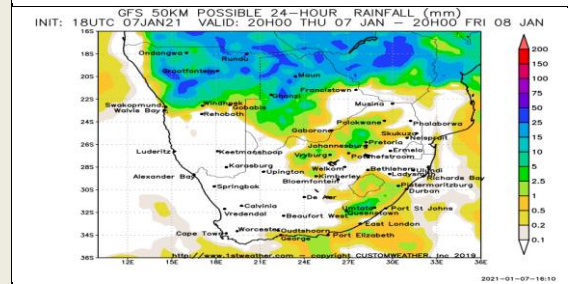 GFS 50KM POSSIBLE 24-HOUR RAINFALL (mm)
INIT: 18UTC 07JAN21 VALID: 20H00 THU 07 JAN - 20H00 FRI 08 JAN
16S
18S
20S
22S
24S
26S
28S
30S
32S
34S
36S
Ondangwa
Rundu
Grootfontein
Maun
Ghanzi
Francistown
Swakopmund
Walvis Bay
Windhoek
Gobabis
Rehoboth
Musina
Polokwane
Phalaborwa
Gaborone
Skukuza
Nelspruit
Johannesburg
Pretoria
Luderitz
Keetmanshoop
Vryburg
Potchefstroom
Ermelo
Karasburg
Upington
Welkom
Kimberley
Bethlehem
Ladysmith
Ulundi
Richards Bay
Alexander Bay
Springbok
Bloemfontein
Pietermaritzburg
Durban
De Aar
Calvinia
Vredendal
Beaufort West
Umtata
Queenstown
Port St Johns
East London
Cape Town
Worcester
Oudtshoorn
George
Port Elizabeth
http://www.1stweather.com - copyright CUSTOMWEATHER, Inc 2019
12E 15E 18E 21E 24E 27E 30E 33E 36E
200
150
100
75
50
25
15
10
5
2.5
1
0.5
0.2
0.1
2021-01-07-16:10